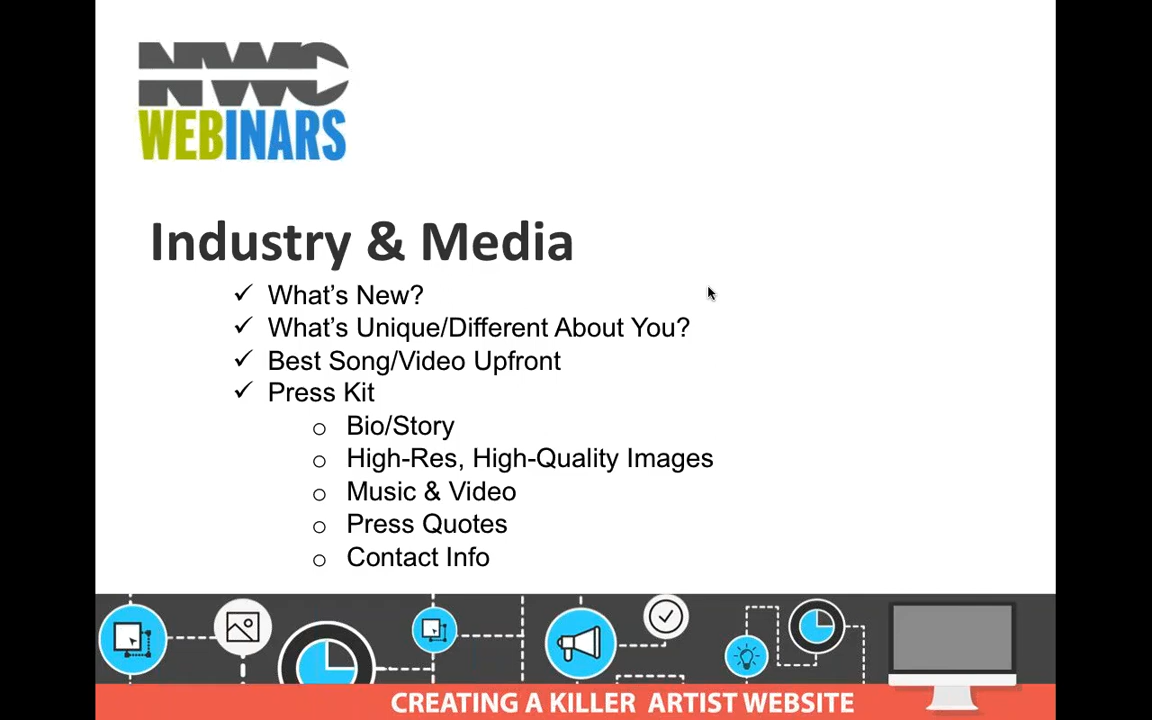 NWC
WEBINARS
Industry & Media
✓ What's New?
✓ What's Unique/Different About You?
✓ Best Song/Video Upfront
✓ Press Kit
o Bio/Story
o High-Res, High-Quality Images
o Music & Video
o Press Quotes
o Contact Info
CREATING A KILLER ARTIST WEBSITE